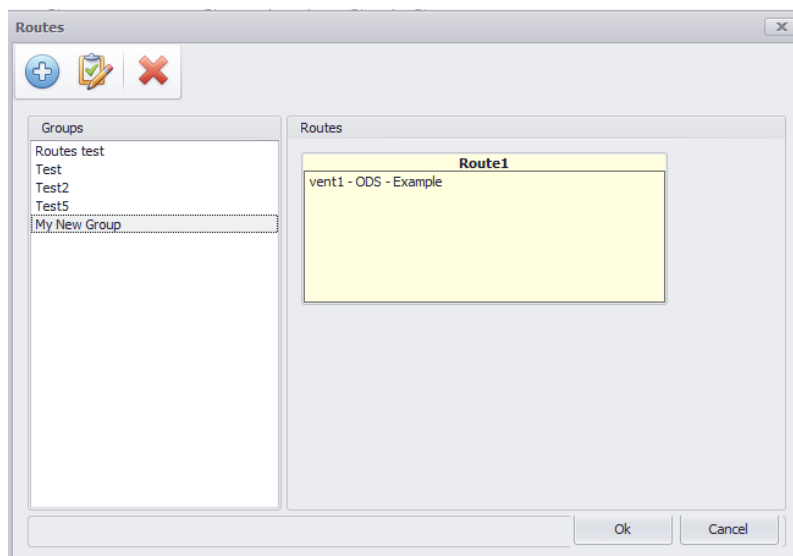 Routes
Groups
Routes test
Test
Test2
Test5
My New Group
Routes
Route1
vent1 - ODS - Example
Ok
Cancel